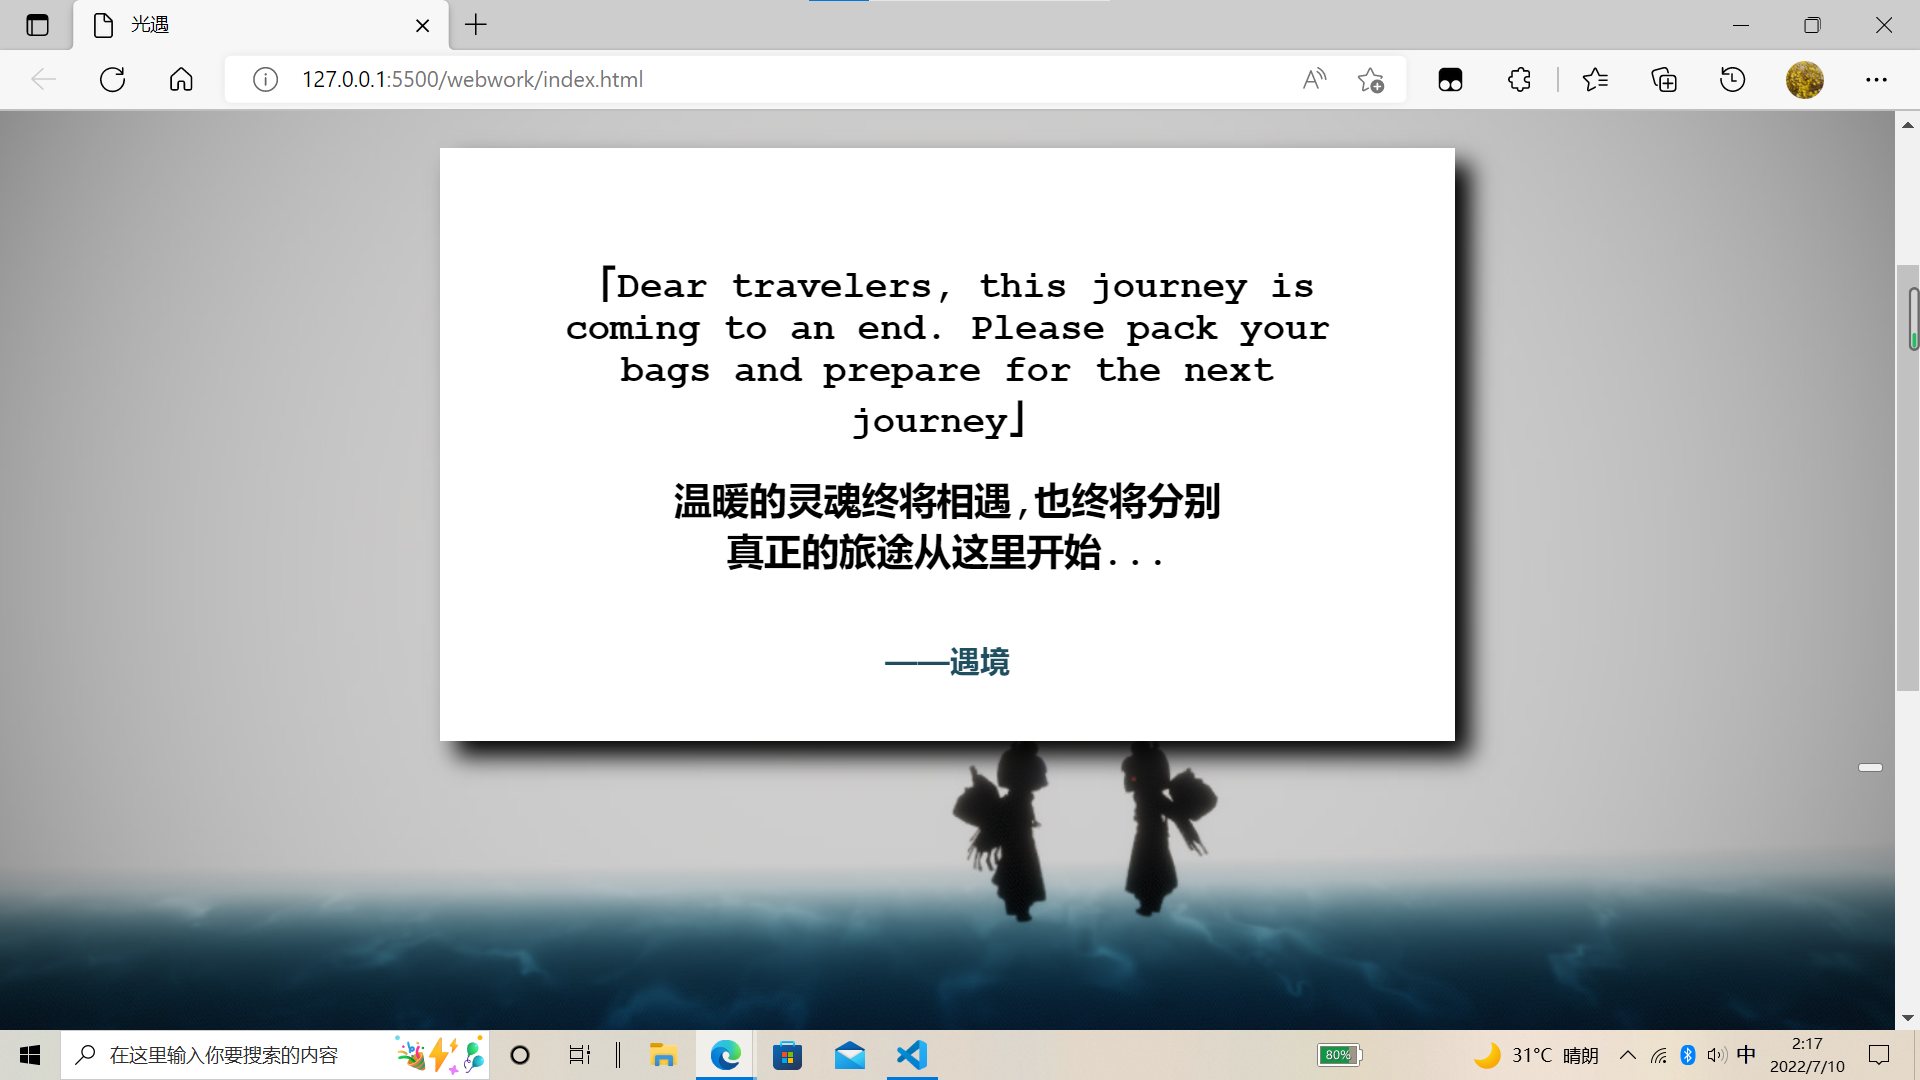 光遇
127.0.0.1:5500/webwork/index.html
「Dear travelers, this journey is
coming to an end. Please pack your
bags and prepare for the next
journey」
温暖的灵魂终将相遇,也终将分别
真正的旅途从这里开始...
——遇境
在这里输入你要搜索的内容
80%
31°C 晴朗
中
2:17
2022/7/10